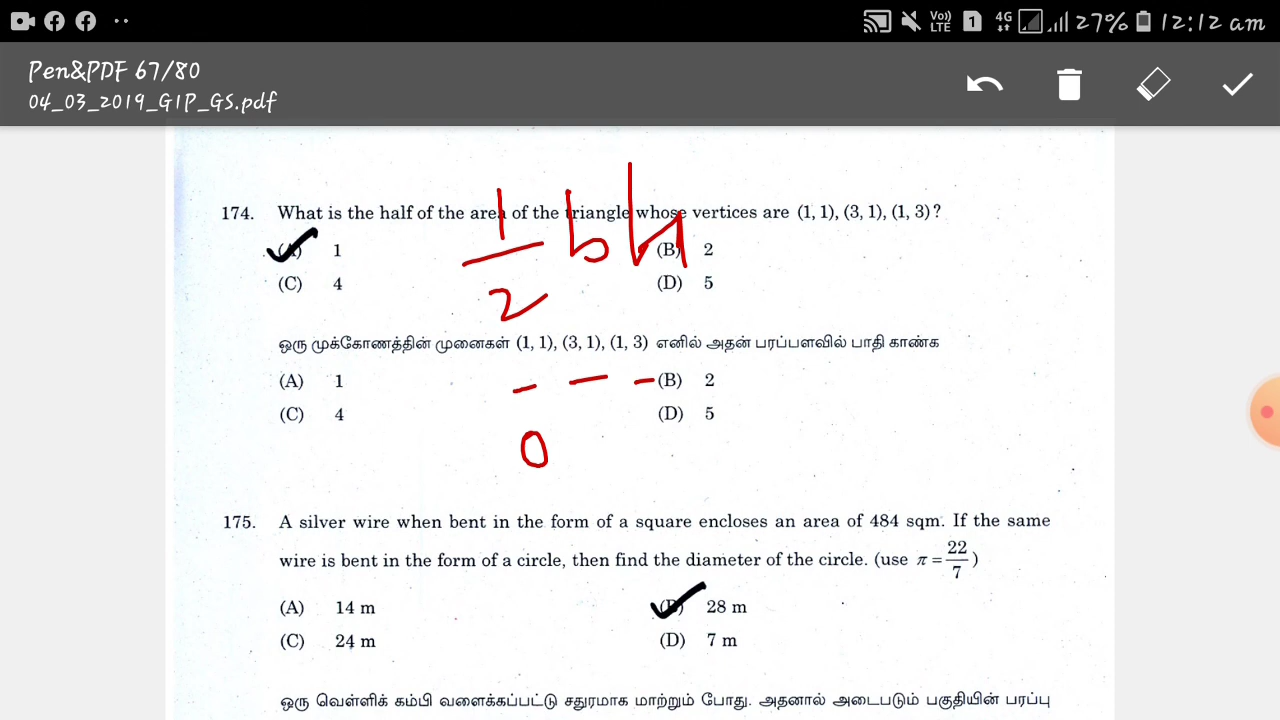 Vo)) LTE 1 4G 27% 12:12 am
Pen&PDF 67/80
04_03_2019_GIP_GS.pdf
174. What is the half of the area of the triangle whose vertices are (1, 1), (3, 1), (1, 3)?
(A) 1 (B) 2
(C) 4 (D) 5
1/2 bh
ஒரு முக்கோணத்தின் முனைகள் (1, 1), (3, 1), (1, 3) எனில் அதன் பரப்பளவில் பாதி காண்க
(A) 1 (B) 2
(C) 4 (D) 5
0
175. A silver wire when bent in the form of a square encloses an area of 484 sqm. If the same
wire is bent in the form of a circle, then find the diameter of the circle. (use π = 22/7)
(A) 14 m (B) 28 m
(C) 24 m (D) 7 m
ஒரு வெள்ளிக் கம்பி வளைக்கப்பட்டு சதுரமாக மாற்றும் போது. அதனால் அடைபடும் பகுதியின் பரப்பு